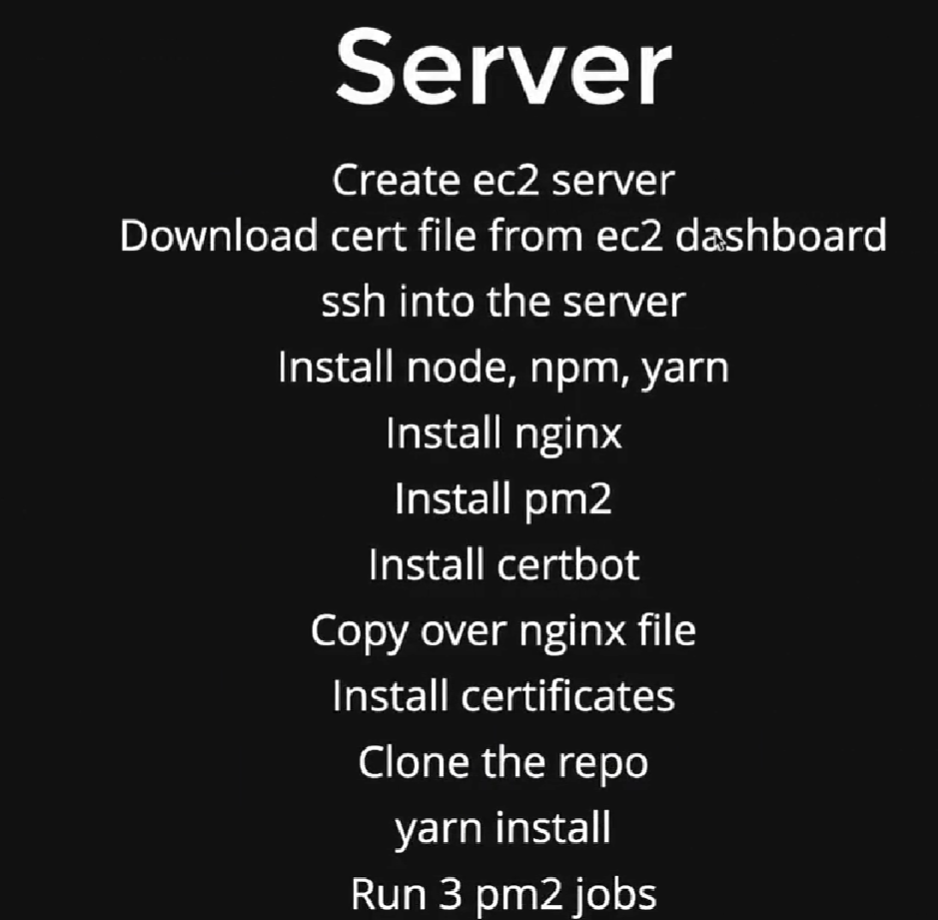 Server
Create ec2 server
Download cert file from ec2 dashboard
ssh into the server
Install node, npm, yarn
Install nginx
Install pm2
Install certbot
Copy over nginx file
Install certificates
Clone the repo
yarn install
Run 3 pm2 jobs